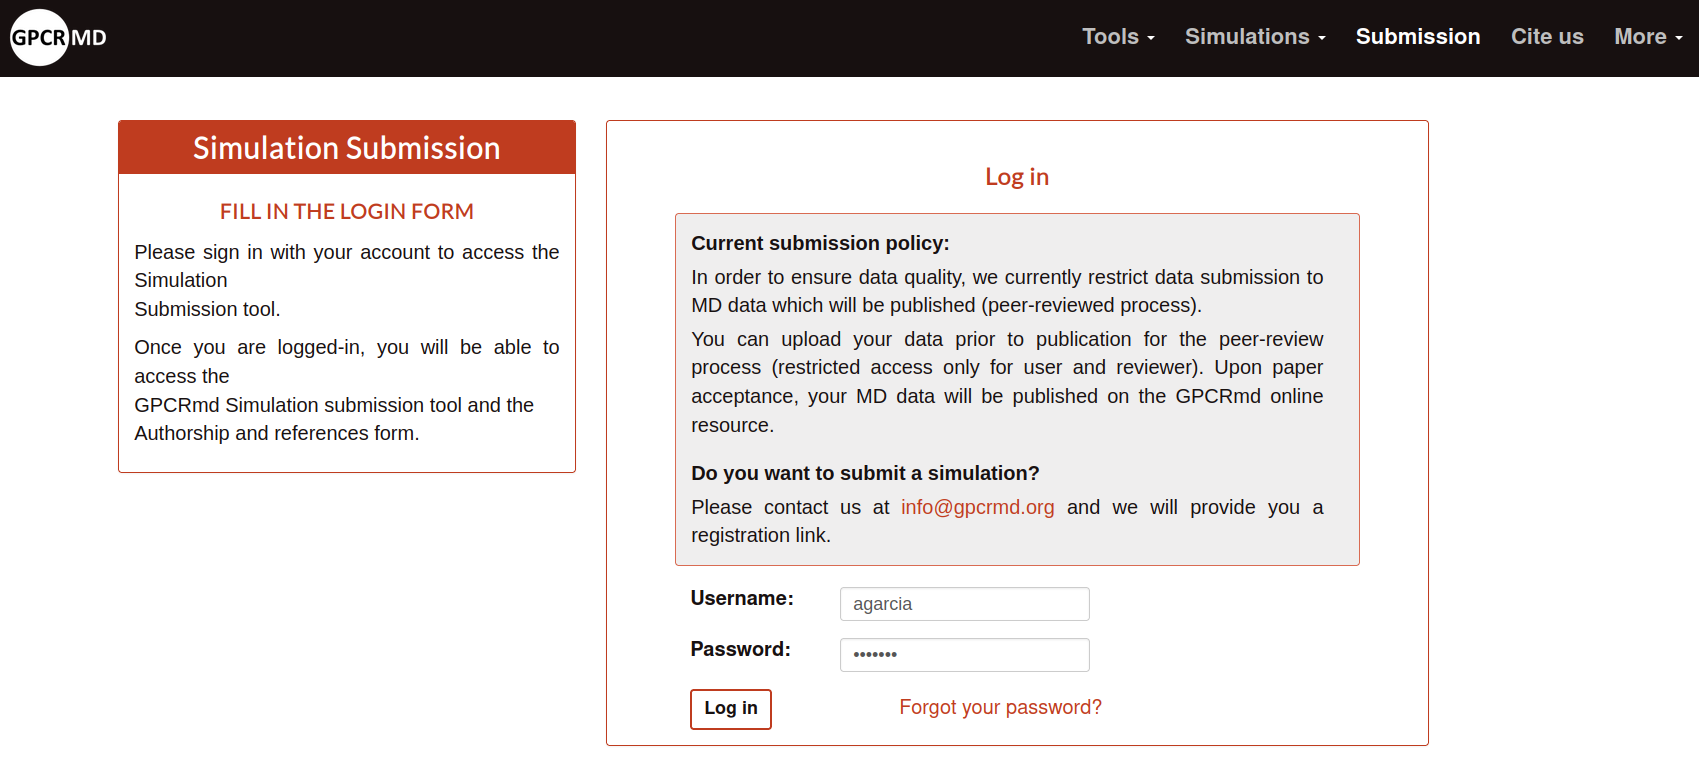 GPCRMD
Tools
Simulations
Submission
Cite us
More
Simulation Submission
FILL IN THE LOGIN FORM
Please sign in with your account to access the
Simulation
Submission tool.
Once you are logged-in, you will be able to
access the
GPCRmd Simulation submission tool and the
Authorship and references form.
Log in
Current submission policy:
In order to ensure data quality, we currently restrict data submission to
MD data which will be published (peer-reviewed process).
You can upload your data prior to publication for the peer-review
process (restricted access only for user and reviewer). Upon paper
acceptance, your MD data will be published on the GPCRmd online
resource.
Do you want to submit a simulation?
Please contact us at info@gpcrmd.org and we will provide you a
registration link.
Username: agarcia
Password: •••••••
Log in
Forgot your password?